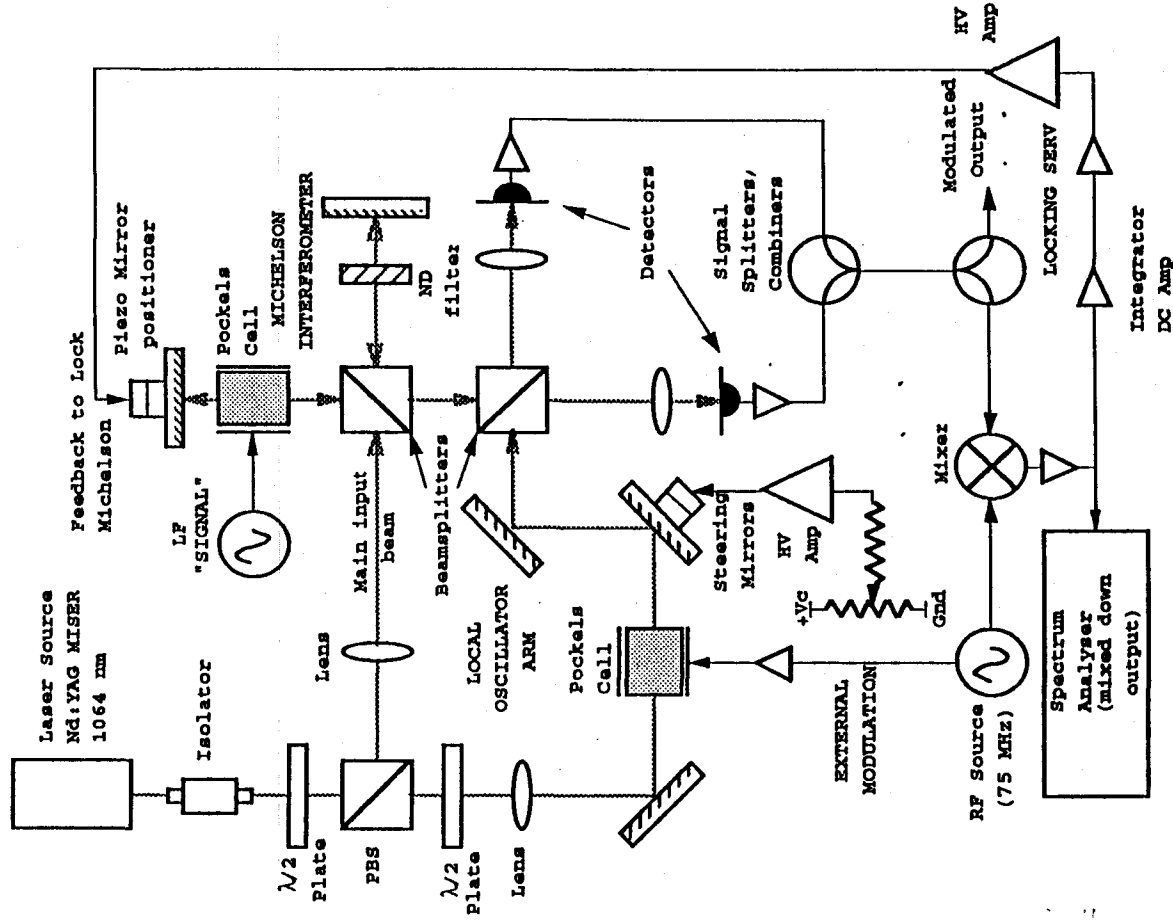 Laser Source
Nd:YAG MISER
1064 nm
Isolator
λ/2
Plate
PBS
λ/2
Plate
Lens
Lens
Main input
beam
LF
"SIGNAL"
Feedback to Lock
Michelson
Piezo Mirror
positioner
Pockels
Cell
MICHELSON
INTERFEROMETER
ND
filter
Beamsplitters
LOCAL
OSCILLATOR
ARM
Pockels
Cell
Steering
Mirrors
HV
Amp
+Vc
Gnd
EXTERNAL
MODULATION
RF Source
(75 MHz)
Detectors
Signal
Splitters/
Combiners
Mixer
Modulated
Output
LOCKING SERV
HV
Amp
Integrator
DC Amp
Spectrum
Analyser
(mixed down
output)